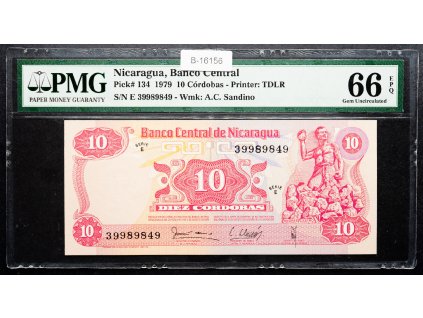 B-16156
PMG
PAPER MONEY GUARANTY
Nicaragua, Banco Central
Pick# 134 1979 10 Córdobas - Printer: TDLR
S/N E 39989849 - Wmk: A.C. Sandino
66 EPQ
Gem Uncirculated
Banco Central de Nicaragua
10
SERIE E
39989849
10
10
SERIE E
DIEZ CORDOBAS
10
39989849
10